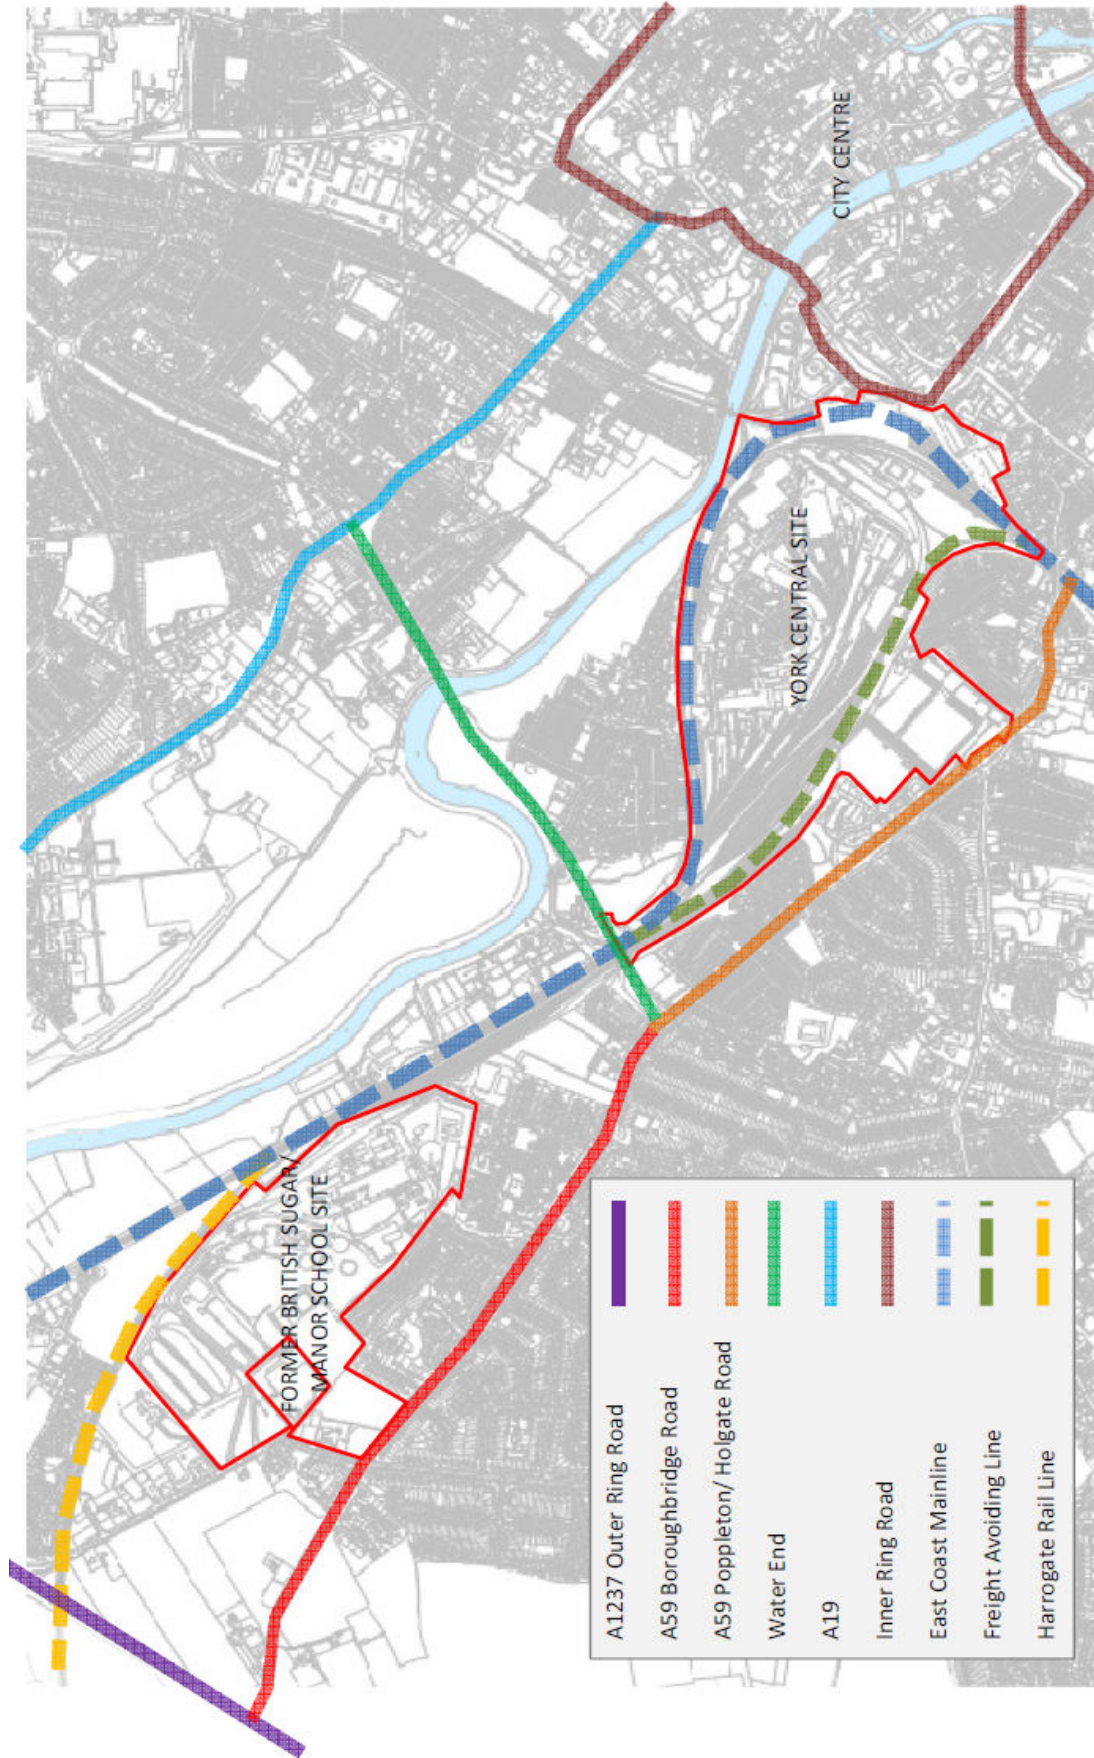 CITY CENTRE
YORK CENTRAL SITE
FORMER BRITISH SUGAR/
MANOR SCHOOL SITE
A1237 Outer Ring Road
A59 Boroughbridge Road
A59 Poppleton/ Holgate Road
Water End
A19
Inner Ring Road
East Coast Mainline
Freight Avoiding Line
Harrogate Rail Line